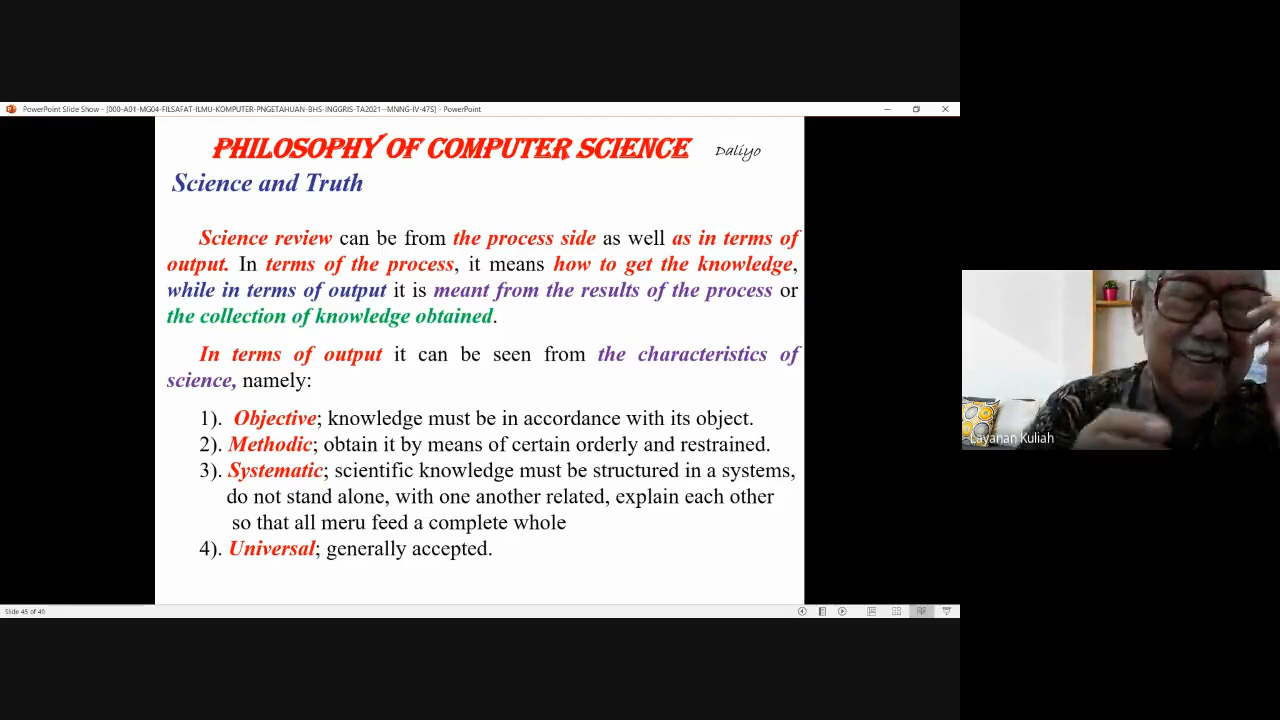 PowerPoint Slide Show - [000-A01-MG04-FILSAFAT-ILMU-KOMPUTER-PNGETAHUAN-BHS-INGGRIS-TA2021--MNNG-IV-47S] - PowerPoint
PHILOSOPHY OF COMPUTER SCIENCE Daliyo
Science and Truth
Science review can be from the process side as well as in terms of
output. In terms of the process, it means how to get the knowledge,
while in terms of output it is meant from the results of the process or
the collection of knowledge obtained.
In terms of output it can be seen from the characteristics of
science, namely:
1). Objective; knowledge must be in accordance with its object.
2). Methodic; obtain it by means of certain orderly and restrained.
3). Systematic; scientific knowledge must be structured in a systems,
do not stand alone, with one another related, explain each other
so that all meru feed a complete whole
4). Universal; generally accepted.
Slide 45 of 49
Layanan Kuliah